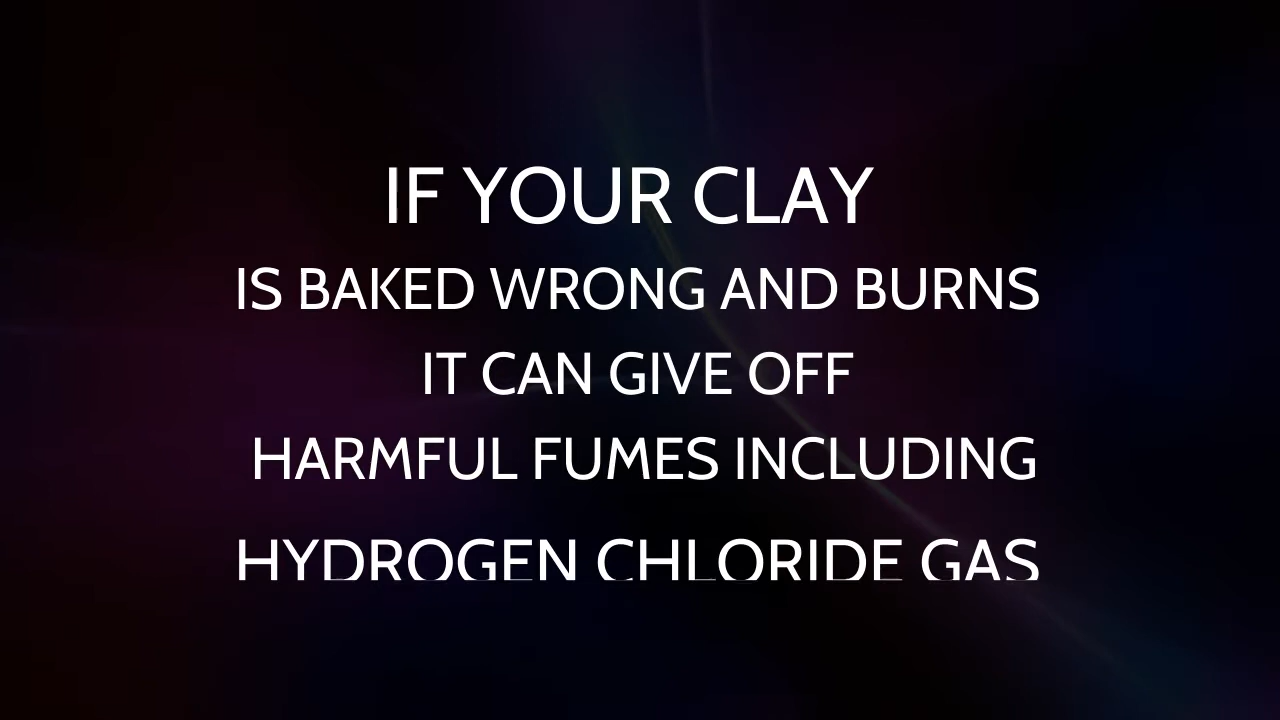 IF YOUR CLAY
IS BAKED WRONG AND BURNS
IT CAN GIVE OFF
HARMFUL FUMES INCLUDING
HYDROGEN CHLORIDE GAS